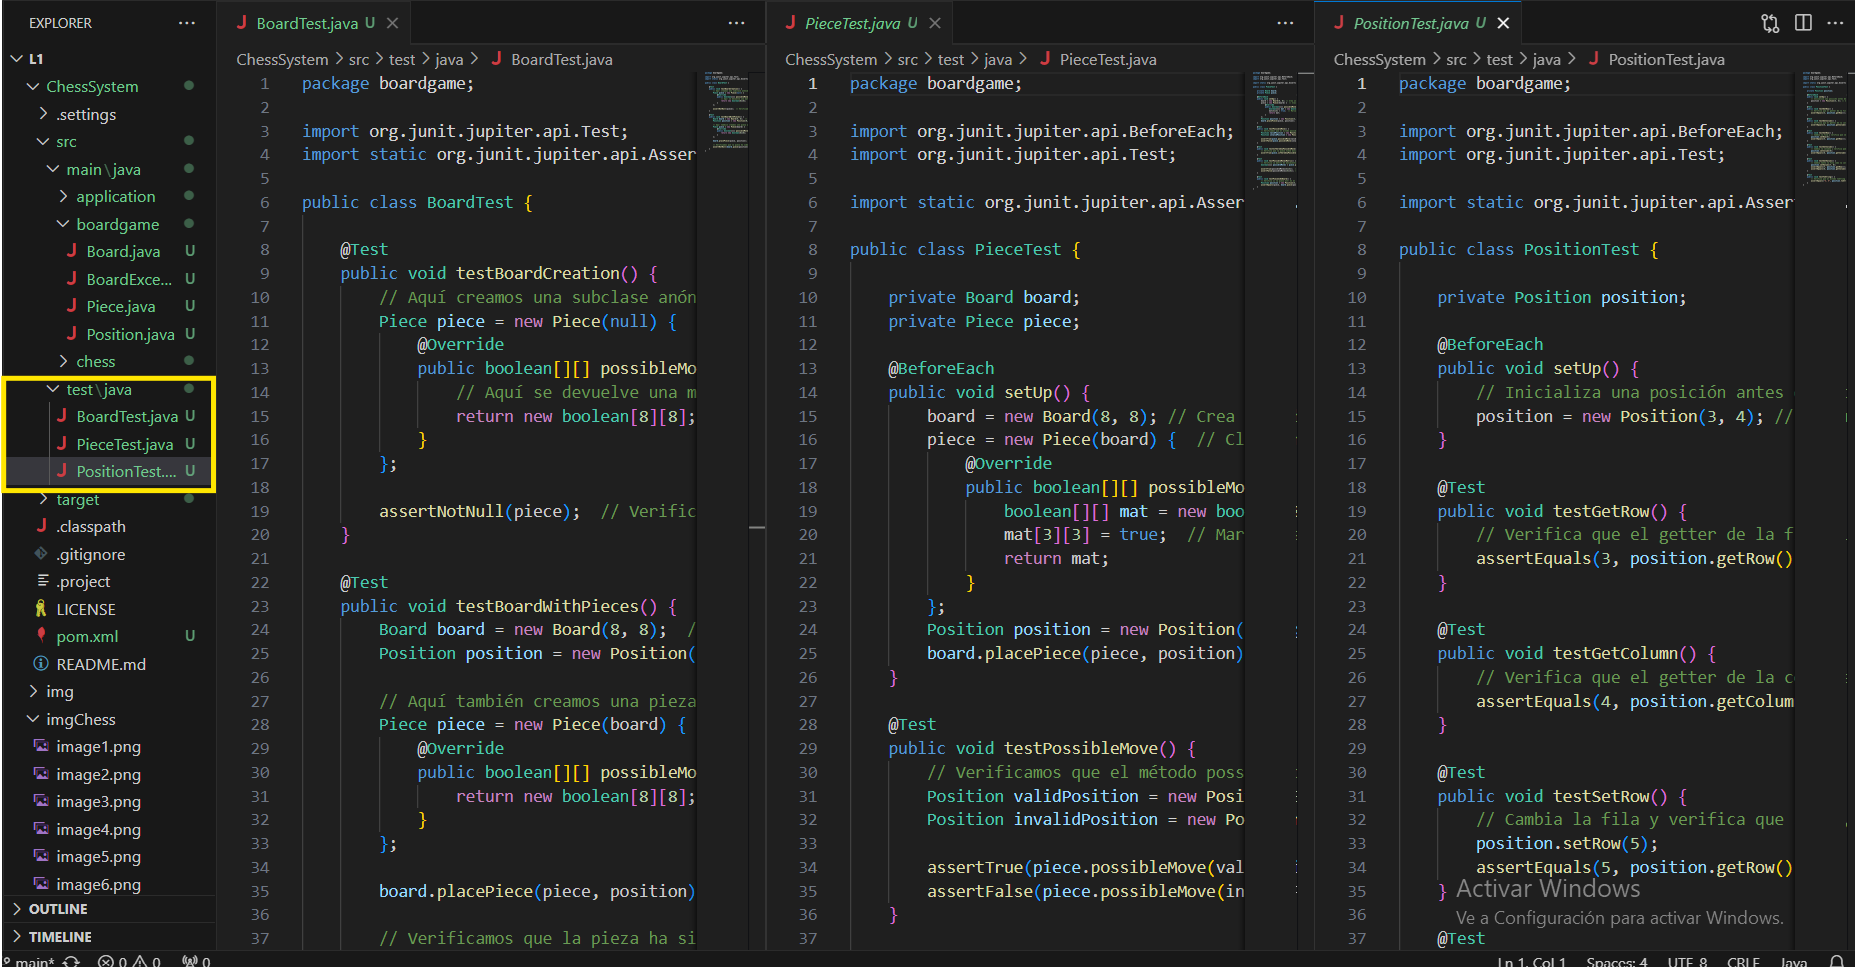 EXPLORER
L1
ChessSystem
.settings
src
main\java
application
boardgame
Board.java U
BoardExce... U
Piece.java U
Position.java U
chess
test\java
BoardTest.java U
PieceTest.java U
PositionTest.... U
target
.classpath
.gitignore
.project
LICENSE
pom.xml U
README.md
img
imgChess
image1.png
image2.png
image3.png
image4.png
image5.png
image6.png
OUTLINE
TIMELINE
BoardTest.java U
ChessSystem > src > test > java > BoardTest.java
1 package boardgame;
2
3 import org.junit.jupiter.api.Test;
4 import static org.junit.jupiter.api.Asser
5
6 public class BoardTest {
7
8 @Test
9 public void testBoardCreation() {
10 // Aquí creamos una subclase anón
11 Piece piece = new Piece(null) {
12 @Override
13 public boolean[][] possibleMo
14 // Aquí se devuelve una m
15 return new boolean[8][8];
16 }
17 };
18
19 assertNotNull(piece); // Verific
20 }
21
22 @Test
23 public void testBoardWithPieces() {
24 Board board = new Board(8, 8); /
25 Position position = new Position(
26
27 // Aquí también creamos una pieza
28 Piece piece = new Piece(board) {
29 @Override
30 public boolean[][] possibleMo
31 return new boolean[8][8];
32 }
33 };
34
35 board.placePiece(piece, position)
36
37 // Verificamos que la pieza ha si
PieceTest.java U
ChessSystem > src > test > java > PieceTest.java
1 package boardgame;
2
3 import org.junit.jupiter.api.BeforeEach;
4 import org.junit.jupiter.api.Test;
5
6 import static org.junit.jupiter.api.Asser
7
8 public class PieceTest {
9
10 private Board board;
11 private Piece piece;
12
13 @BeforeEach
14 public void setUp() {
15 board = new Board(8, 8); // Crea
16 piece = new Piece(board) { // Cl
17 @Override
18 public boolean[][] possibleMo
19 boolean[][] mat = new boo
20 mat[3][3] = true; // Mar
21 return mat;
22 }
23 };
24 Position position = new Position(
25 board.placePiece(piece, position)
26 }
27
28 @Test
29 public void testPossibleMove() {
30 // Verificamos que el método poss
31 Position validPosition = new Posi
32 Position invalidPosition = new Po
33
34 assertTrue(piece.possibleMove(val
35 assertFalse(piece.possibleMove(in
36 }
37
PositionTest.java U
ChessSystem > src > test > java > PositionTest.java
1 package boardgame;
2
3 import org.junit.jupiter.api.BeforeEach;
4 import org.junit.jupiter.api.Test;
5
6 import static org.junit.jupiter.api.Asser
7
8 public class PositionTest {
9
10 private Position position;
11
12 @BeforeEach
13 public void setUp() {
14 // Inicializa una posición antes
15 position = new Position(3, 4); //
16 }
17
18 @Test
19 public void testGetRow() {
20 // Verifica que el getter de la f
21 assertEquals(3, position.getRow()
22 }
23
24 @Test
25 public void testGetColumn() {
26 // Verifica que el getter de la c
27 assertEquals(4, position.getColum
28 }
29
30 @Test
31 public void testSetRow() {
32 // Cambia la fila y verifica que
33 position.setRow(5);
34 assertEquals(5, position.getRow()
35 }
36
37 @Test
Activar Windows
Ve a Configuración para activar Windows.
main* 0 0 0
Ln 1, Col 1 Spaces: 4 UTF-8 CRLF Java